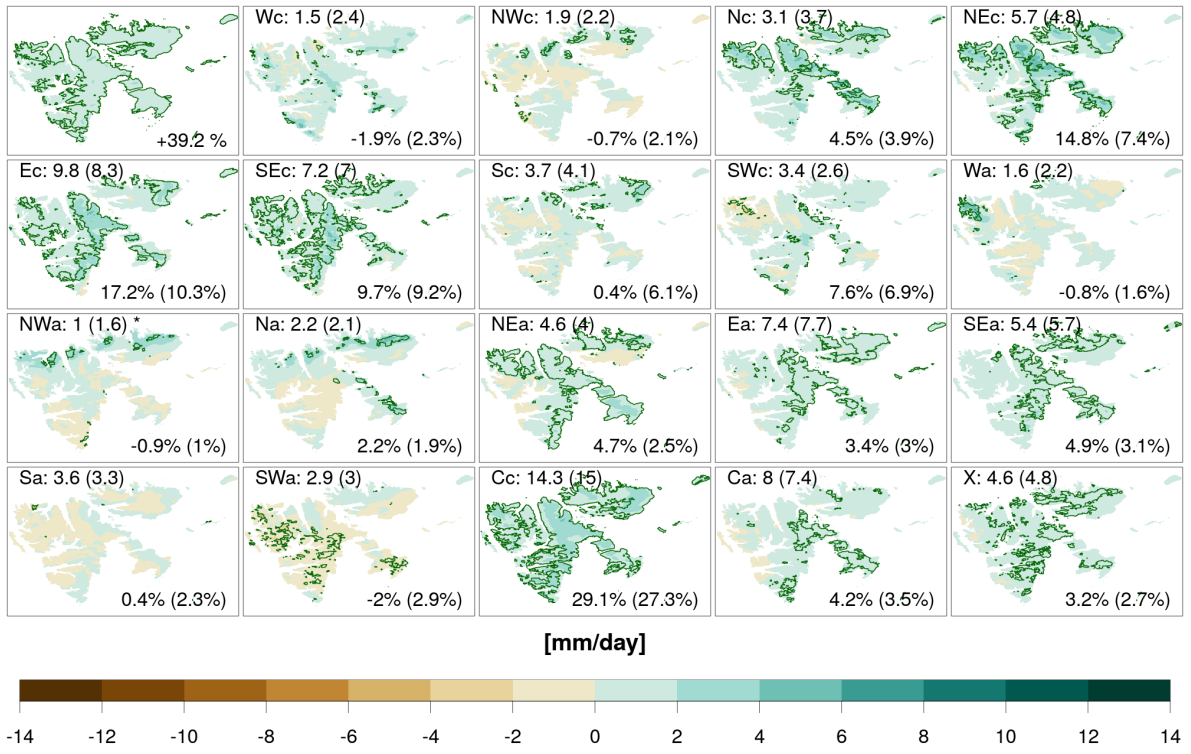 +39.2 %
Wc: 1.5 (2.4)
-1.9% (2.3%)
NWc: 1.9 (2.2)
-0.7% (2.1%)
Nc: 3.1 (3.7)
4.5% (3.9%)
NEc: 5.7 (4.8)
14.8% (7.4%)
Ec: 9.8 (8.3)
17.2% (10.3%)
SEc: 7.2 (7)
9.7% (9.2%)
Sc: 3.7 (4.1)
0.4% (6.1%)
SWc: 3.4 (2.6)
7.6% (6.9%)
Wa: 1.6 (2.2)
-0.8% (1.6%)
NWa: 1 (1.6) *
-0.9% (1%)
Na: 2.2 (2.1)
2.2% (1.9%)
NEa: 4.6 (4)
4.7% (2.5%)
Ea: 7.4 (7.7)
3.4% (3%)
SEa: 5.4 (5.7)
4.9% (3.1%)
Sa: 3.6 (3.3)
0.4% (2.3%)
SWa: 2.9 (3)
-2% (2.9%)
Cc: 14.3 (15)
29.1% (27.3%)
Ca: 8 (7.4)
4.2% (3.5%)
X: 4.6 (4.8)
3.2% (2.7%)
[mm/day]
-14 -12 -10 -8 -6 -4 -2 0 2 4 6 8 10 12 14